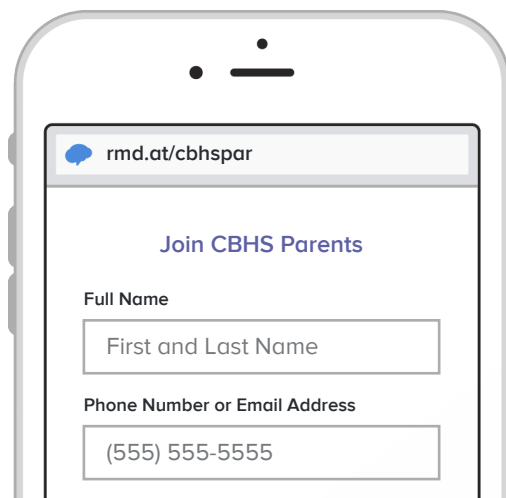 rmd.at/cbhspar
Join CBHS Parents
Full Name
First and Last Name
Phone Number or Email Address
(555) 555-5555